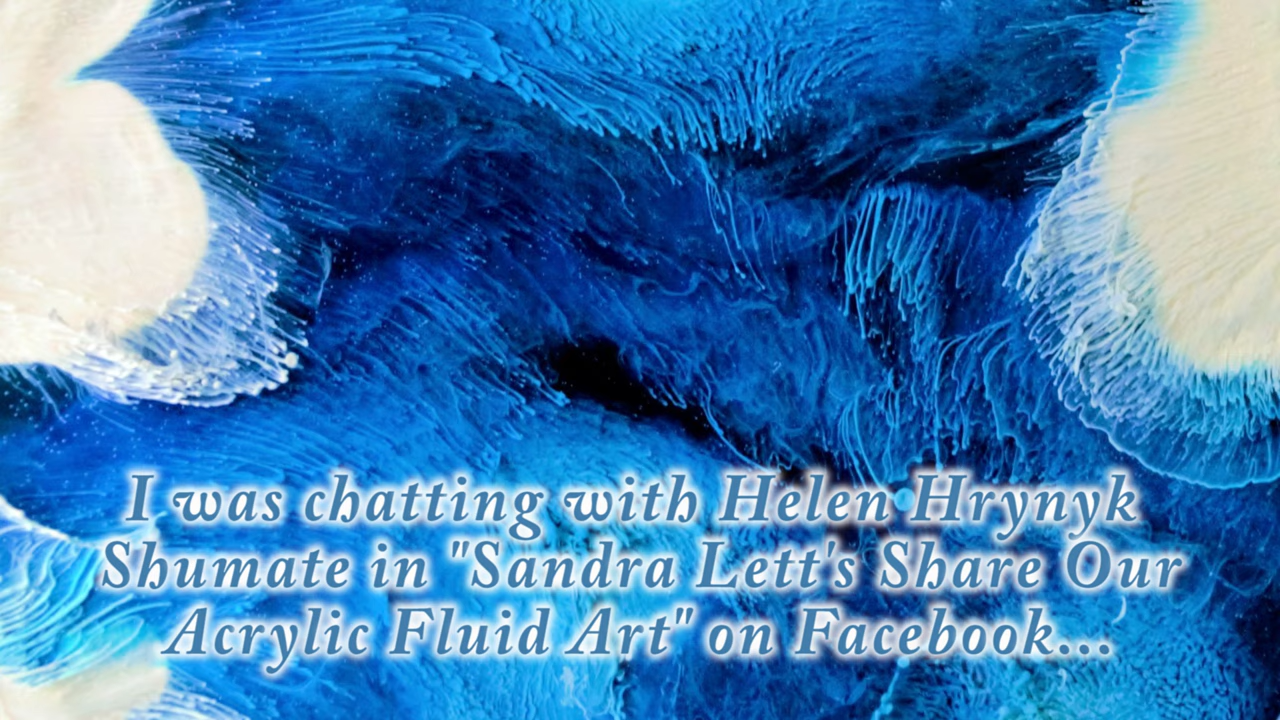 I was chatting with Helen Hrynyk
Shumate in "Sandra Lett's Share Our
Acrylic Fluid Art" on Facebook...